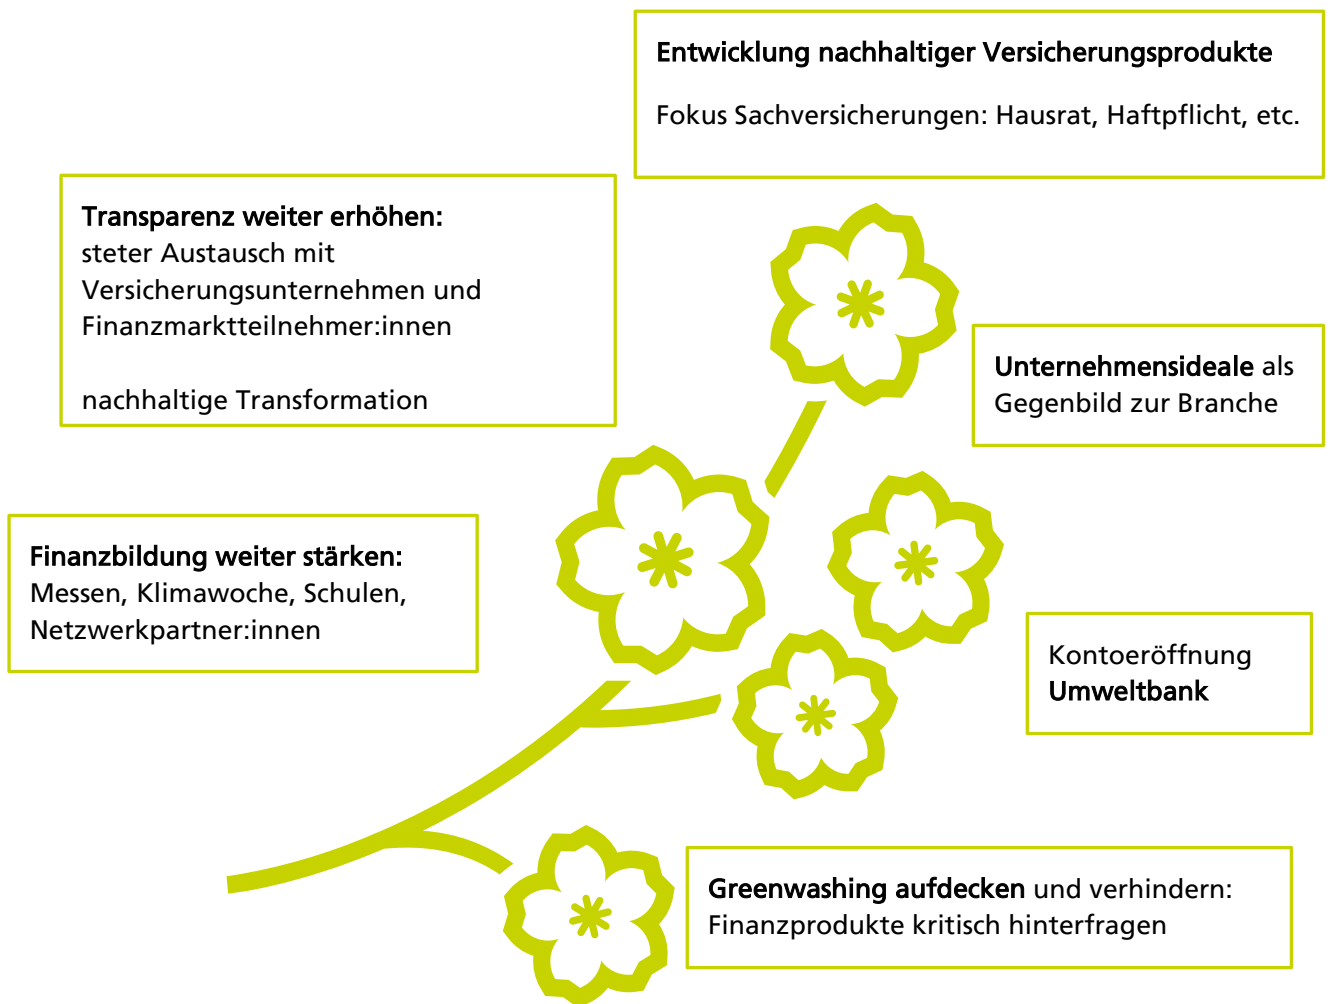 Entwicklung nachhaltiger Versicherungsprodukte
Fokus Sachversicherungen: Hausrat, Haftpflicht, etc.
Transparenz weiter erhöhen:
steter Austausch mit
Versicherungsunternehmen und
Finanzmarktteilnehmer:innen
nachhaltige Transformation
Unternehmensideale als
Gegenbild zur Branche
Finanzbildung weiter stärken:
Messen, Klimawoche, Schulen,
Netzwerkpartner:innen
Kontoeröffnung
Umweltbank
Greenwashing aufdecken und verhindern:
Finanzprodukte kritisch hinterfragen